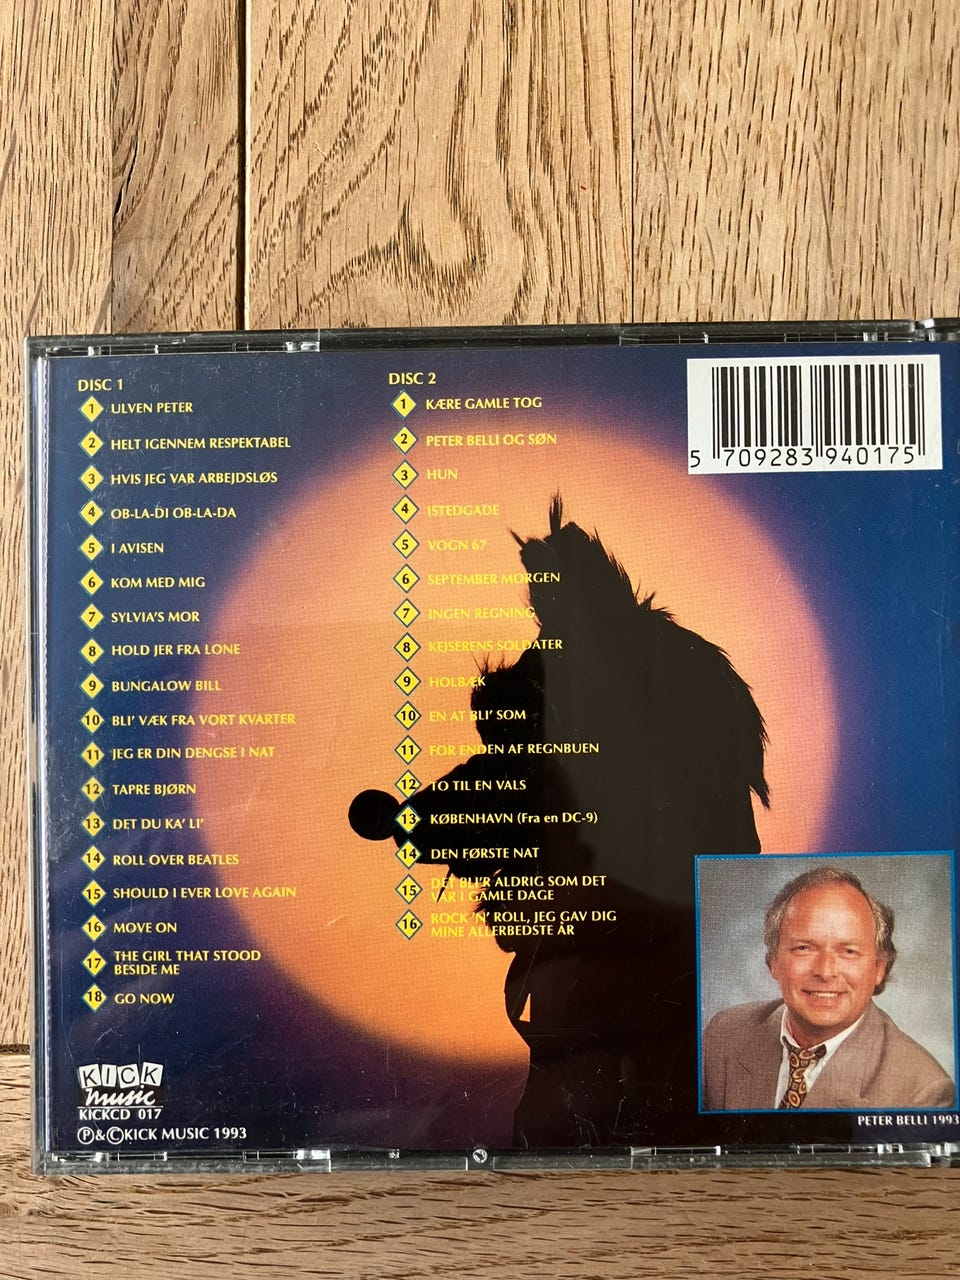 DISC 1
1 ULVEN PETER
2 HELT IGENNEM RESPEKTABEL
3 HVIS JEG VAR ARBEJDSLØS
4 OB-LA-DI OB-LA-DA
5 I AVISEN
6 KOM MED MIG
7 SYLVIA'S MOR
8 HOLD JER FRA LONE
9 BUNGALOW BILL
10 BLI' VÆK FRA VORT KVARTER
11 JEG ER DIN DENGSE I NAT
12 TAPRE BJØRN
13 DET DU KA' LI'
14 ROLL OVER BEATLES
15 SHOULD I EVER LOVE AGAIN
16 MOVE ON
17 THE GIRL THAT STOOD
BESIDE ME
18 GO NOW
DISC 2
1 KÆRE GAMLE TOG
2 PETER BELLI OG SØN
3 HUN
4 ISTEDGADE
5 VOGN 67
6 SEPTEMBER MORGEN
7 INGEN REGNING
8 KEJSERENS SOLDATER
9 HOLBÆK
10 EN AT BLI' SOM
11 FOR ENDEN AF REGNBUEN
12 TO TIL EN VALS
13 KØBENHAVN (Fra en DC-9)
14 DEN FØRSTE NAT
15 DET BLI'R ALDRIG SOM DET
VAR I GAMLE DAGE
16 ROCK 'N' ROLL, JEG GAV DIG
MINE ALLERBEDSTE ÅR
5 709283 940175
KICK
music
KICKCD 017
Ⓟ&©KICK MUSIC 1993
PETER BELLI 1993